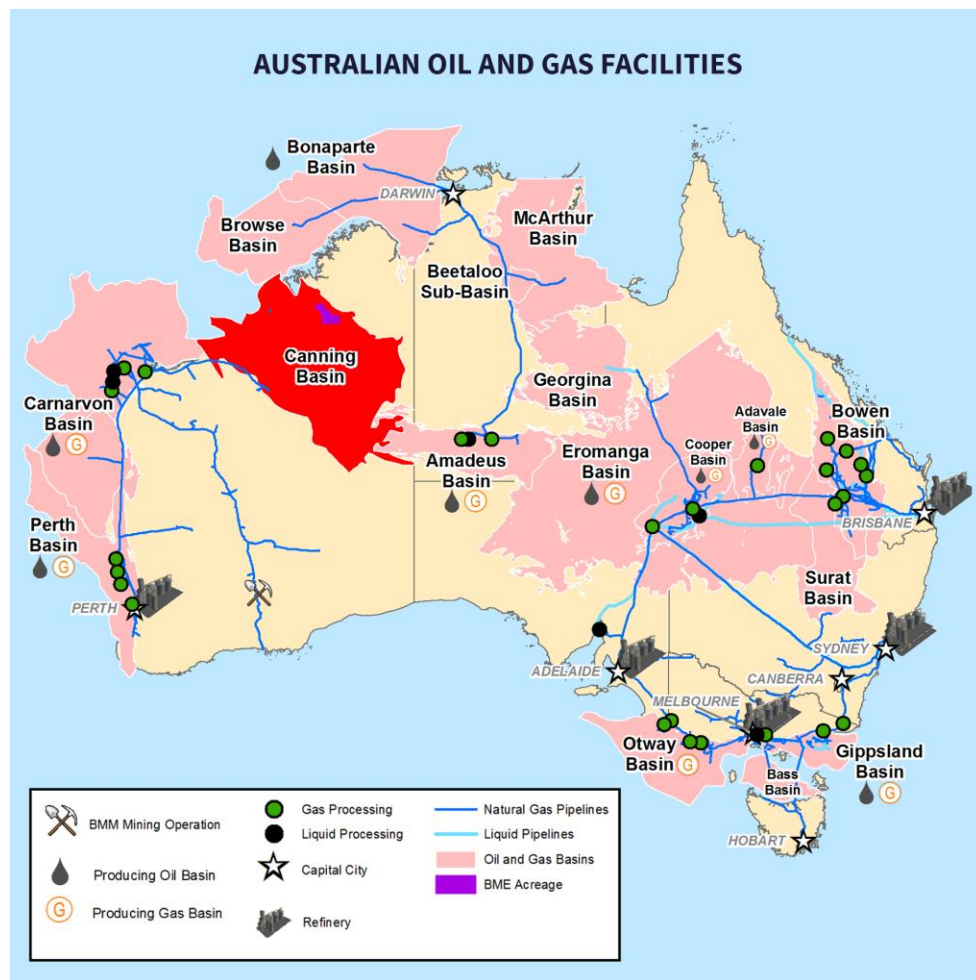 AUSTRALIAN OIL AND GAS FACILITIES
Bonaparte
Basin
DARWIN
Browse
Basin
McArthur
Basin
Beetaloo
Sub-Basin
Canning
Basin
Georgina
Basin
Carnarvon
Basin
G
Adavale
Basin
G
Bowen
Basin
Cooper
Basin
G
Amadeus
Basin
G
Eromanga
Basin
G
BRISBANE
Perth
Basin
G
PERTH
Surat
Basin
SYDNEY
ADELAIDE
CANBERRA
MELBOURNE
Otway
Basin
G
Gippsland
Basin
G
Bass
Basin
HOBART
BMM Mining Operation
Producing Oil Basin
G
Producing Gas Basin
Gas Processing
Liquid Processing
Capital City
Refinery
Natural Gas Pipelines
Liquid Pipelines
Oil and Gas Basins
BME Acreage